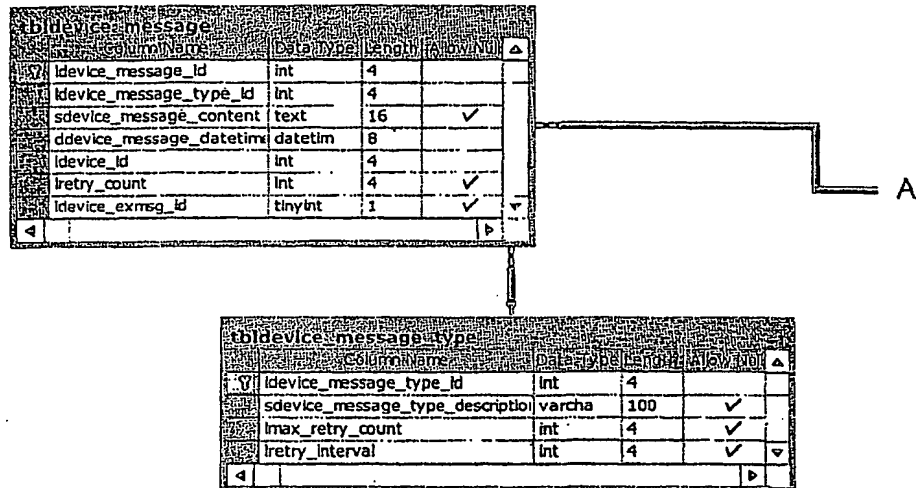 tbldevice_message
Column Name Data Type Length Allow Nul
ldevice_message_id int 4
ldevice_message_type_id int 4
sdevice_message_content text 16 ✓
ddevice_message_datetime datetim 8
ldevice_id int 4
lretry_count int 4 ✓
ldevice_exmsg_id tinyint 1 ✓
A
tbldevice_message_type
Column Name Data Type Length Allow Nul
ldevice_message_type_id int 4
sdevice_message_type_description varcha 100 ✓
lmax_retry_count int 4 ✓
lretry_interval int 4 ✓